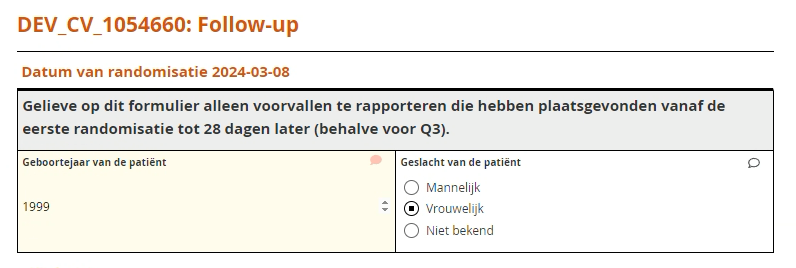 DEV_CV_1054660: Follow-up
Datum van randomisatie 2024-03-08
Gelieve op dit formulier alleen voorvallen te rapporteren die hebben plaatsgevonden vanaf de
eerste randomisatie tot 28 dagen later (behalve voor Q3).
Geboortejaar van de patiënt
1999
Geslacht van de patiënt
Mannelijk
Vrouwelijk
Niet bekend